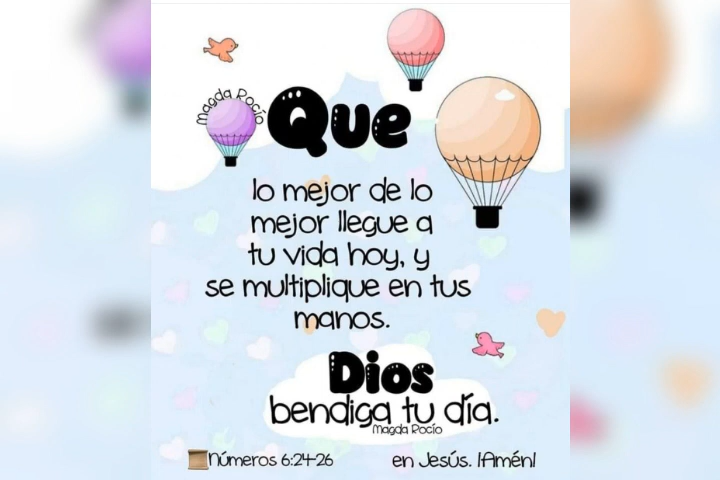 Magda Rocío
Que
lo mejor de lo
mejor llegue a
tu vida hoy, y
se multiplique en tus
manos.
Dios
bendiga tu día.
Magda Rocío
Números 6:24-26
en Jesús. ¡Amén!